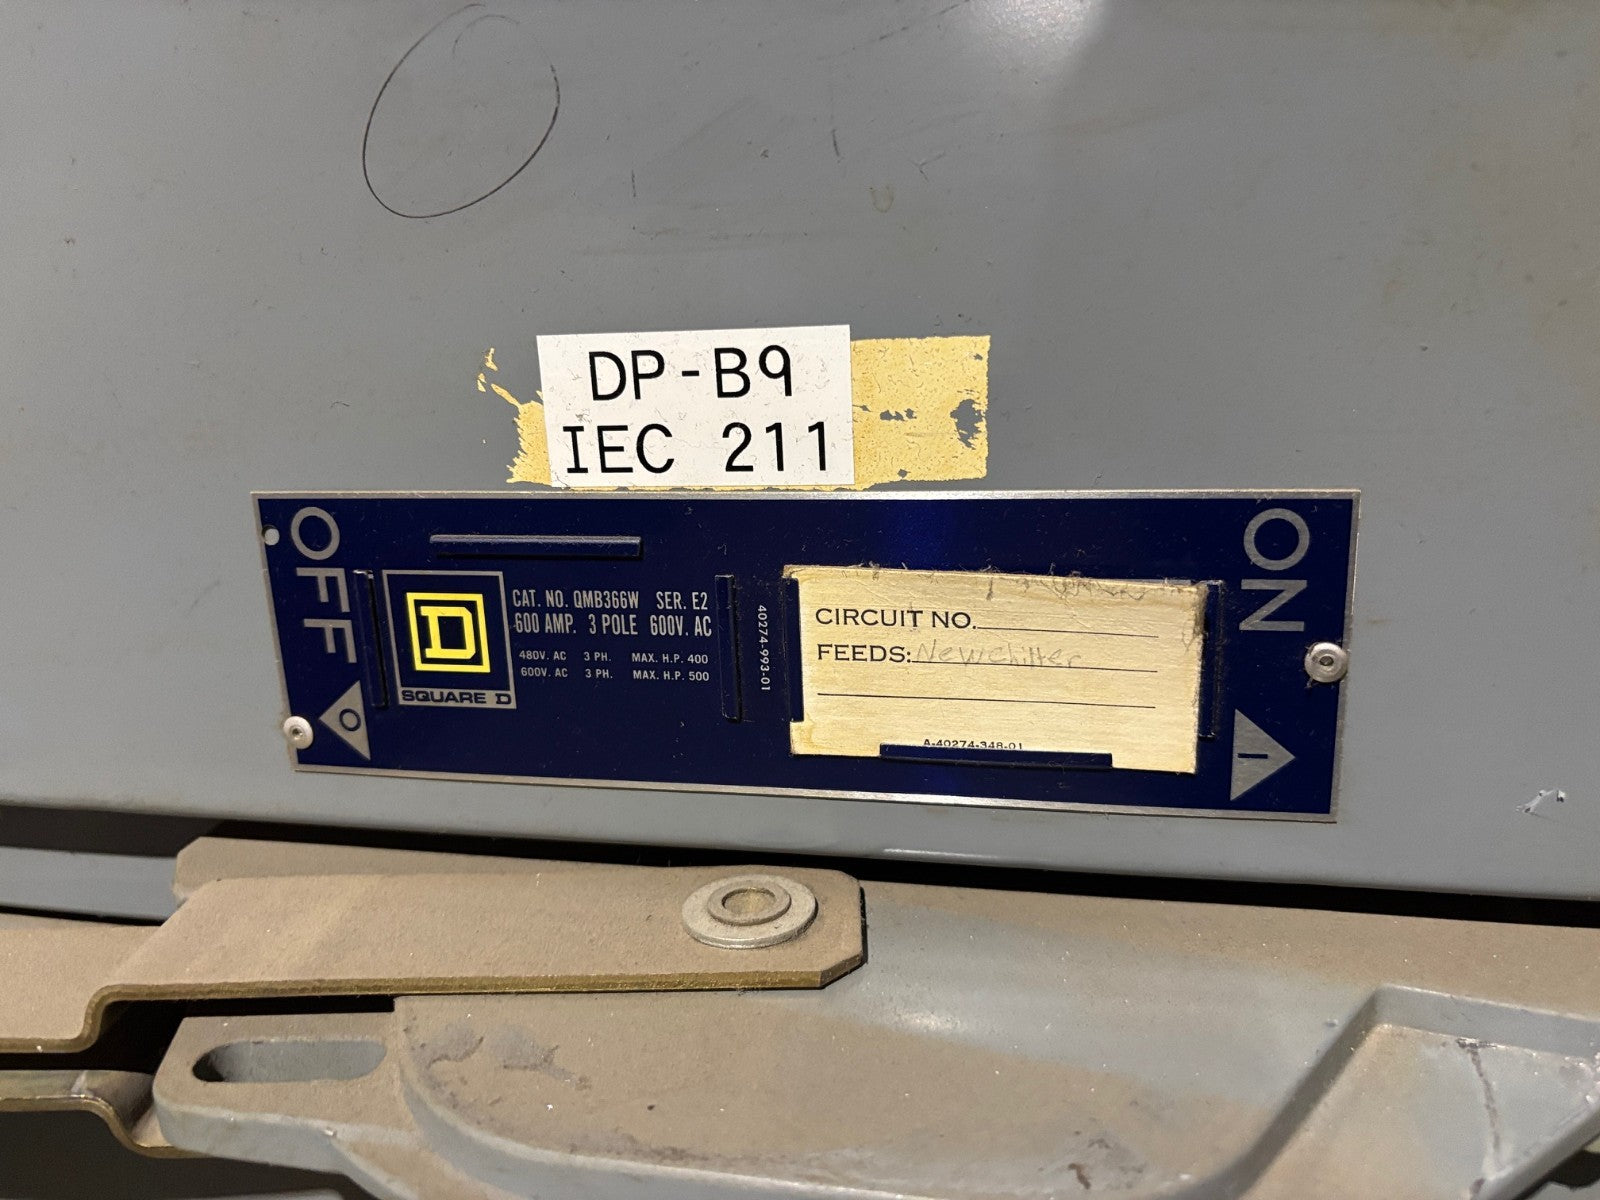 DP-B9
IEC 211
OFF
O
D
SQUARE D
CAT. NO. QMB366W SER. E2
600 AMP. 3 POLE 600V. AC
480V. AC 3 PH. MAX. H.P. 400
600V. AC 3 PH. MAX. H.P. 500
40274-993-01
CIRCUIT NO.
FEEDS: New chiller
A-40274-348-01
ON
I